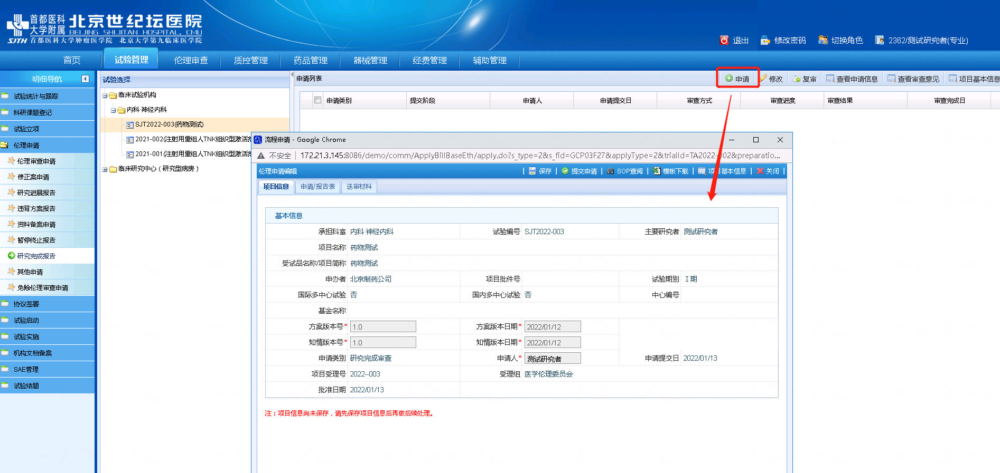 首都医科
大学附属
北京世纪坛医院
BEIJING SHIJITAN HOSPITAL, CMU
SJTH 首都医科大学肿瘤医学院 北京大学第九临床医学院
退出 修改密码 切换角色 2362/测试研究者(专业)
首页 试验管理 伦理审查 质控管理 药品管理 器械管理 经费管理 辅助管理
明细导航
试验统计与跟踪
科研课题登记
试验立项
伦理申请
伦理审查申请
修正案申请
研究进展报告
违背方案报告
资料备案申请
暂停终止报告
研究完成报告
其他申请
免除伦理审查申请
协议签署
试验启动
试验实施
机构文档备案
SAE管理
试验结题
试验选择
临床试验机构
内科·神经内科
SJT2022-003(药物测试)
2021-002(注射用重组人TNK组织型激活剂
2021-001(注射用重组人TNK组织型激活剂
临床研究中心（研究型病房）
申请列表
申请 修改 复审 查看申请信息 查看审查意见 项目基本信息
申请类别 提交阶段 申请人 申请提交日 审查方式 审查进度 审查结果 审查完成日
流程申请 - Google Chrome
不安全 | 172.21.3.145:8086/demo/comm/ApplyBillBaseEth/apply.do?s_type=2&s_fid=GCP03F27&applyType=2&trialId=TA2022-002&preparatio...
伦理申请编辑 | 保存 | 提交申请 | SOP查阅 | 模板下载 | 项目基本信息 | 关闭 |
项目信息 申请/报告表 送审材料
基本信息
承担科室 内科·神经内科 试验编号 SJT2022-003 主要研究者 测试研究者
项目名称 药物测试
受试品名称/项目简称 药物测试
申办者 北京制药公司 项目批件号 试验期别 Ⅰ期
国际多中心试验 否 国内多中心试验 否 中心编号
基金名称
方案版本号* 1.0 方案版本日期* 2022/01/12
知情版本号* 1.0 知情版本日期* 2022/01/12
申请类别 研究完成审查 申请人* 测试研究者 申请提交日 2022/01/13
项目受理号 2022--003 受理组 医学伦理委员会
批准日期 2022/01/13
注：项目信息尚未保存，请先保存项目信息后再做后续处理。